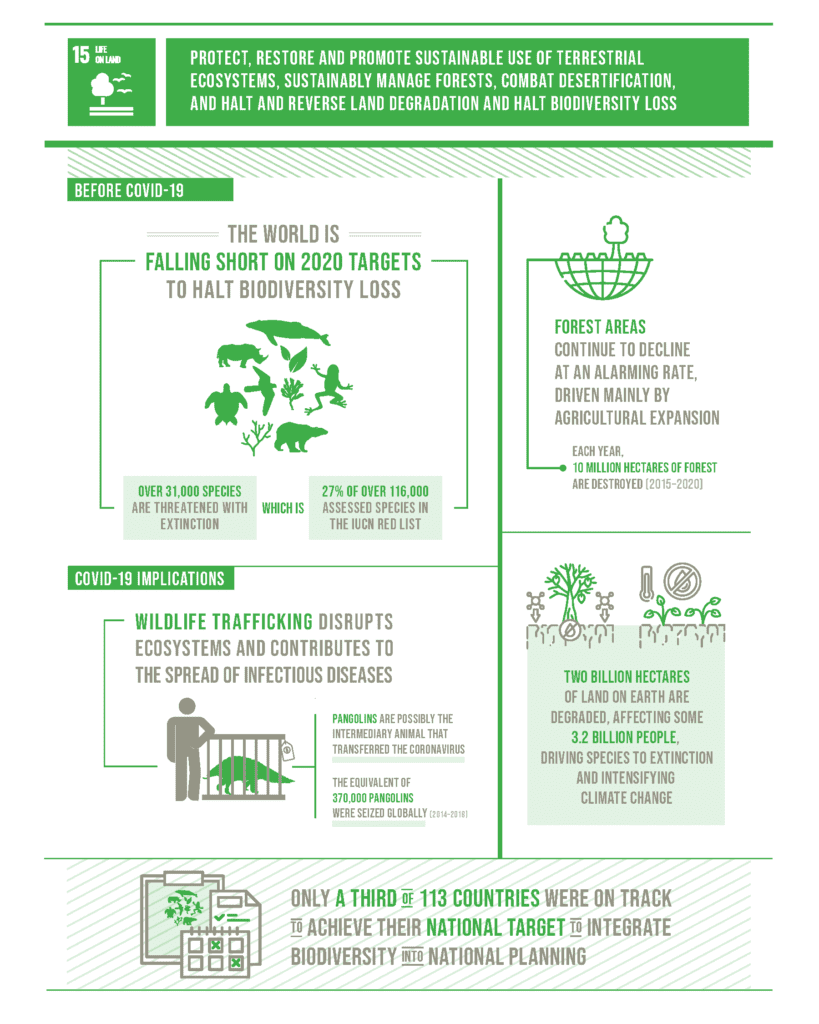 15 LIFE
ON LAND
PROTECT, RESTORE AND PROMOTE SUSTAINABLE USE OF TERRESTRIAL
ECOSYSTEMS, SUSTAINABLY MANAGE FORESTS, COMBAT DESERTIFICATION,
AND HALT AND REVERSE LAND DEGRADATION AND HALT BIODIVERSITY LOSS
BEFORE COVID-19
THE WORLD IS
FALLING SHORT ON 2020 TARGETS
TO HALT BIODIVERSITY LOSS
OVER 31,000 SPECIES
ARE THREATENED WITH
EXTINCTION
WHICH IS
27% OF OVER 116,000
ASSESSED SPECIES IN
THE IUCN RED LIST
FOREST AREAS
CONTINUE TO DECLINE
AT AN ALARMING RATE,
DRIVEN MAINLY BY
AGRICULTURAL EXPANSION
EACH YEAR,
10 MILLION HECTARES OF FOREST
ARE DESTROYED (2015-2020)
COVID-19 IMPLICATIONS
WILDLIFE TRAFFICKING DISRUPTS
ECOSYSTEMS AND CONTRIBUTES TO
THE SPREAD OF INFECTIOUS DISEASES
$
PANGOLINS ARE POSSIBLY THE
INTERMEDIARY ANIMAL THAT
TRANSFERRED THE CORONAVIRUS
THE EQUIVALENT OF
370,000 PANGOLINS
WERE SEIZED GLOBALLY (2014-2018)
TWO BILLION HECTARES
OF LAND ON EARTH ARE
DEGRADED, AFFECTING SOME
3.2 BILLION PEOPLE,
DRIVING SPECIES TO EXTINCTION
AND INTENSIFYING
CLIMATE CHANGE
ONLY A THIRD OF 113 COUNTRIES WERE ON TRACK
TO ACHIEVE THEIR NATIONAL TARGET TO INTEGRATE
BIODIVERSITY INTO NATIONAL PLANNING